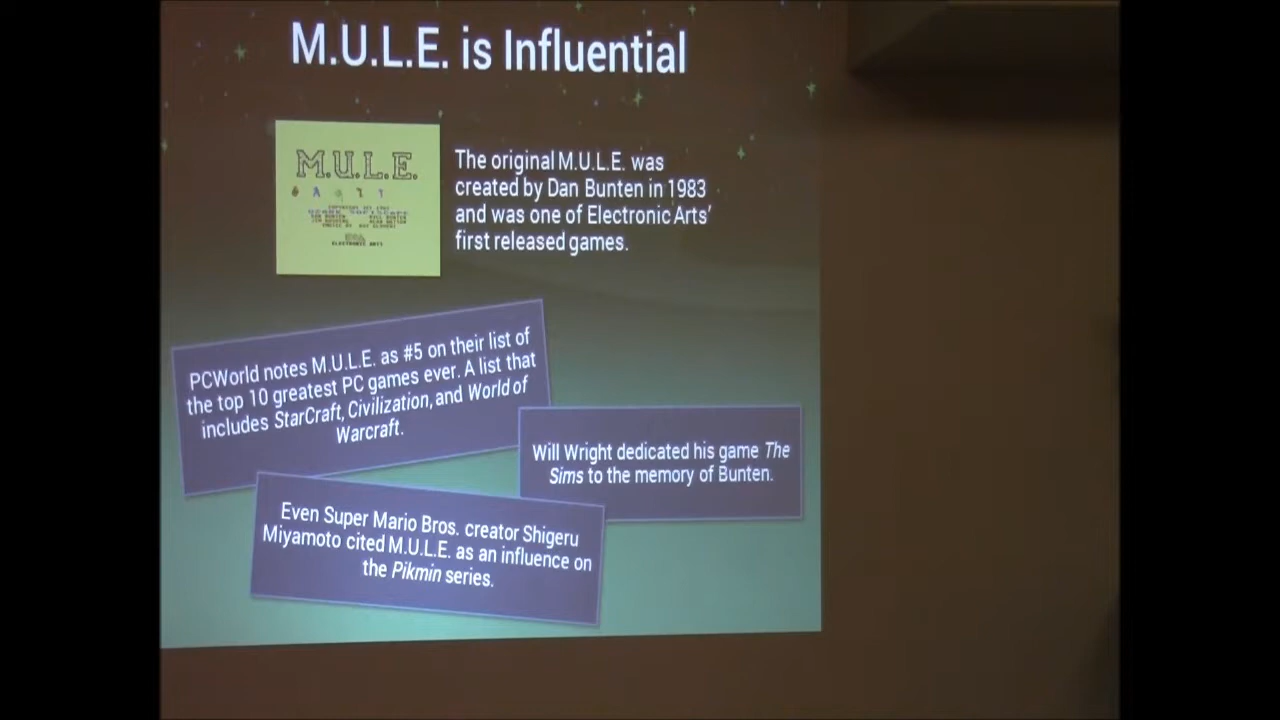 M.U.L.E. is Influential
M.U.L.E.
ELECTRONIC ARTS
The original M.U.L.E. was
created by Dan Bunten in 1983
and was one of Electronic Arts'
first released games.
PCWorld notes M.U.L.E. as #5 on their list of
the top 10 greatest PC games ever. A list that
includes StarCraft, Civilization, and World of
Warcraft.
Will Wright dedicated his game The
Sims to the memory of Bunten.
Even Super Mario Bros. creator Shigeru
Miyamoto cited M.U.L.E. as an influence on
the Pikmin series.